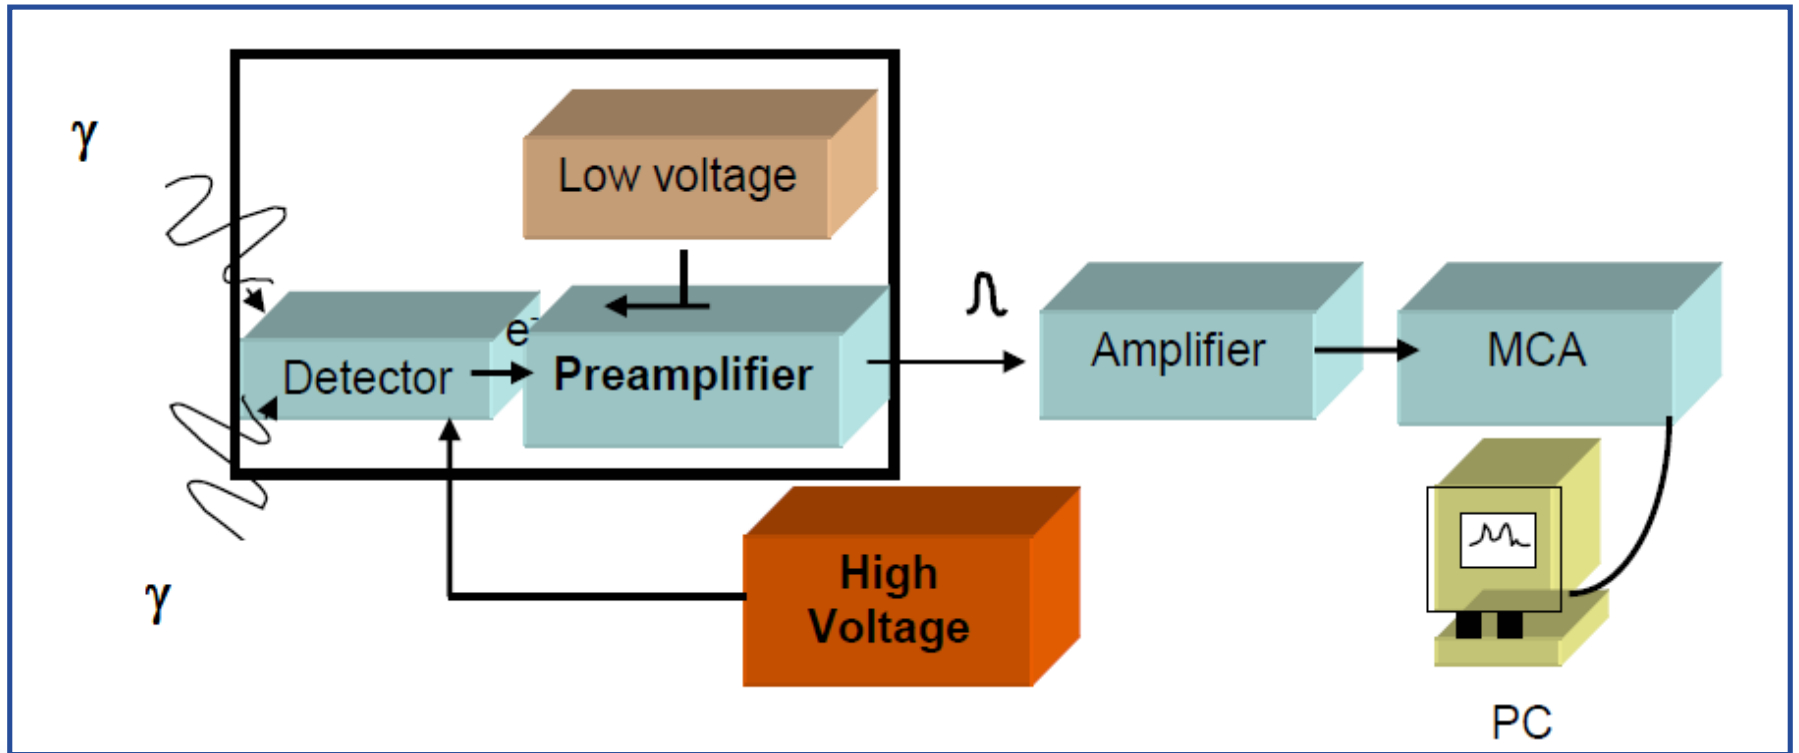 γ
Low voltage
e-
Detector
Preamplifier
Amplifier
MCA
High
Voltage
γ
PC